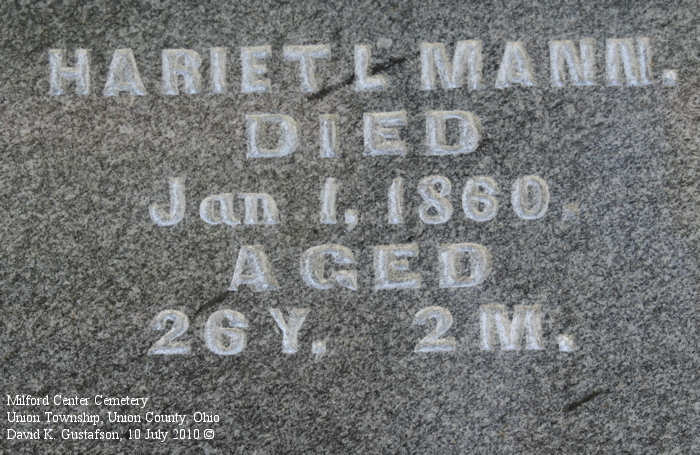 HARIET L MANN.
DIED
Jan 1, 1860.
AGED
26 Y, 2 M.
Milford Center Cemetery
Union Township, Union County, Ohio
David K. Gustafson, 10 July 2010 ©